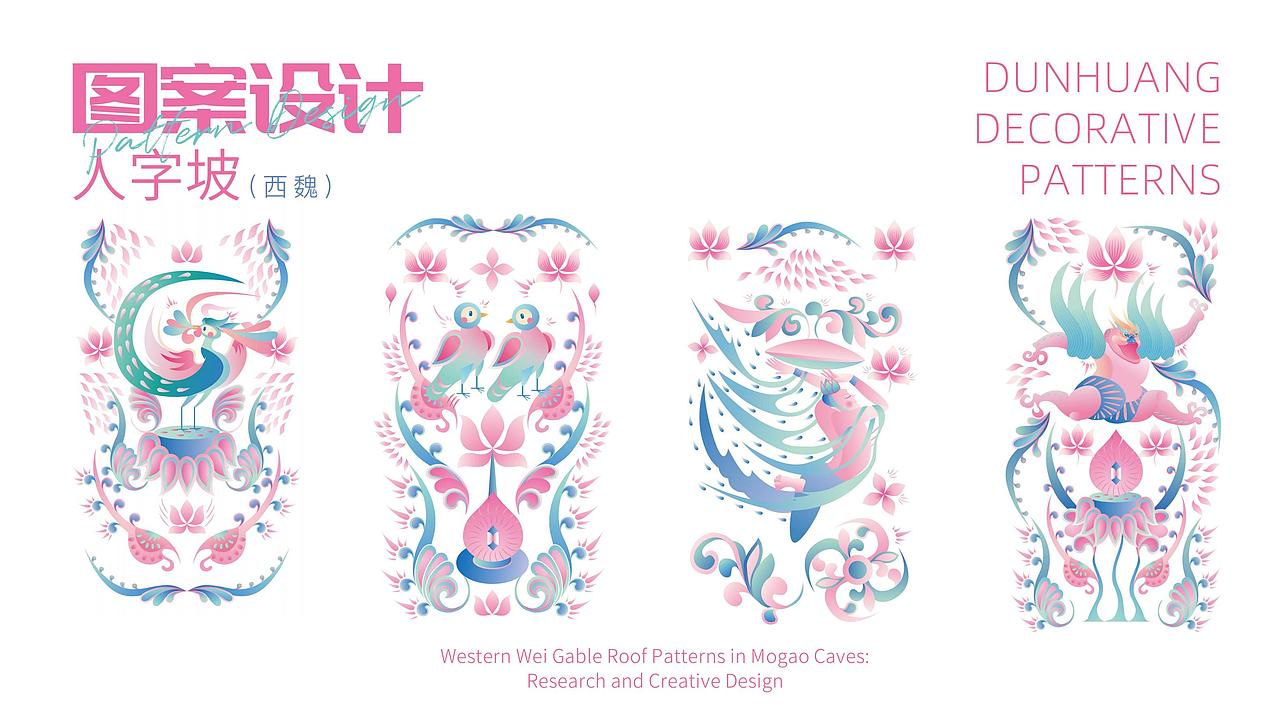 图案设计
Pattern Design
人字坡(西魏)
DUNHUANG
DECORATIVE
PATTERNS
Western Wei Gable Roof Patterns in Mogao Caves:
Research and Creative Design